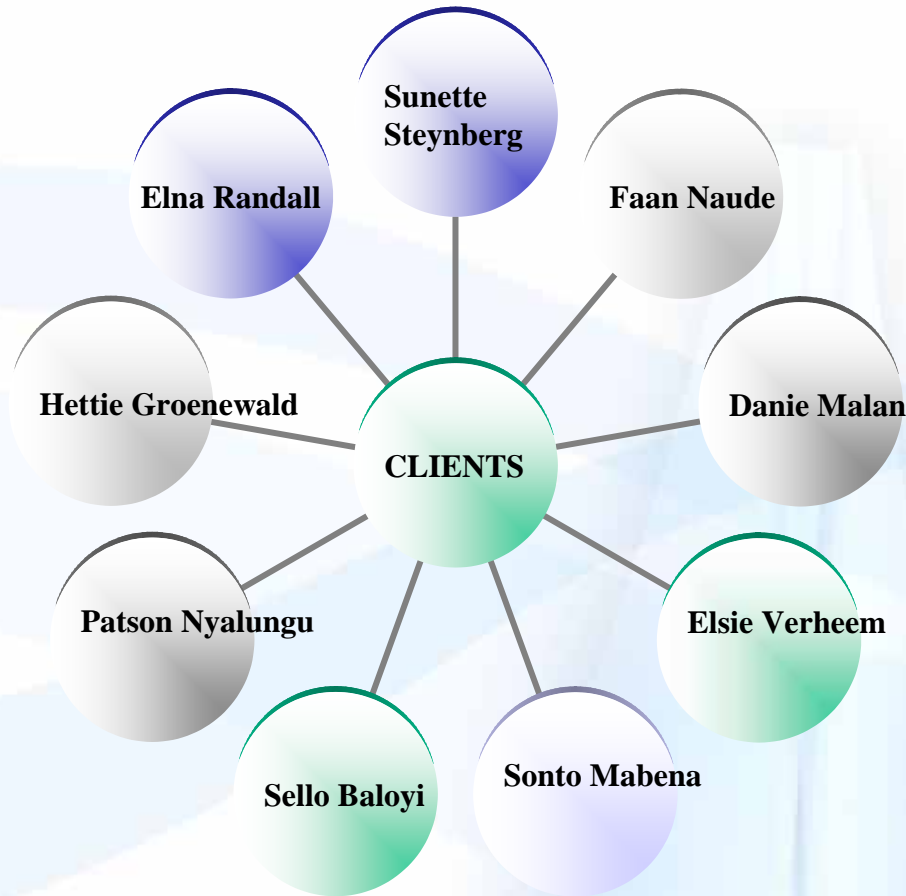 Sunette
Steynberg
Elna Randall
Faan Naude
Hettie Groenewald
Danie Malan
CLIENTS
Patson Nyalungu
Elsie Verheem
Sello Baloyi
Sonto Mabena